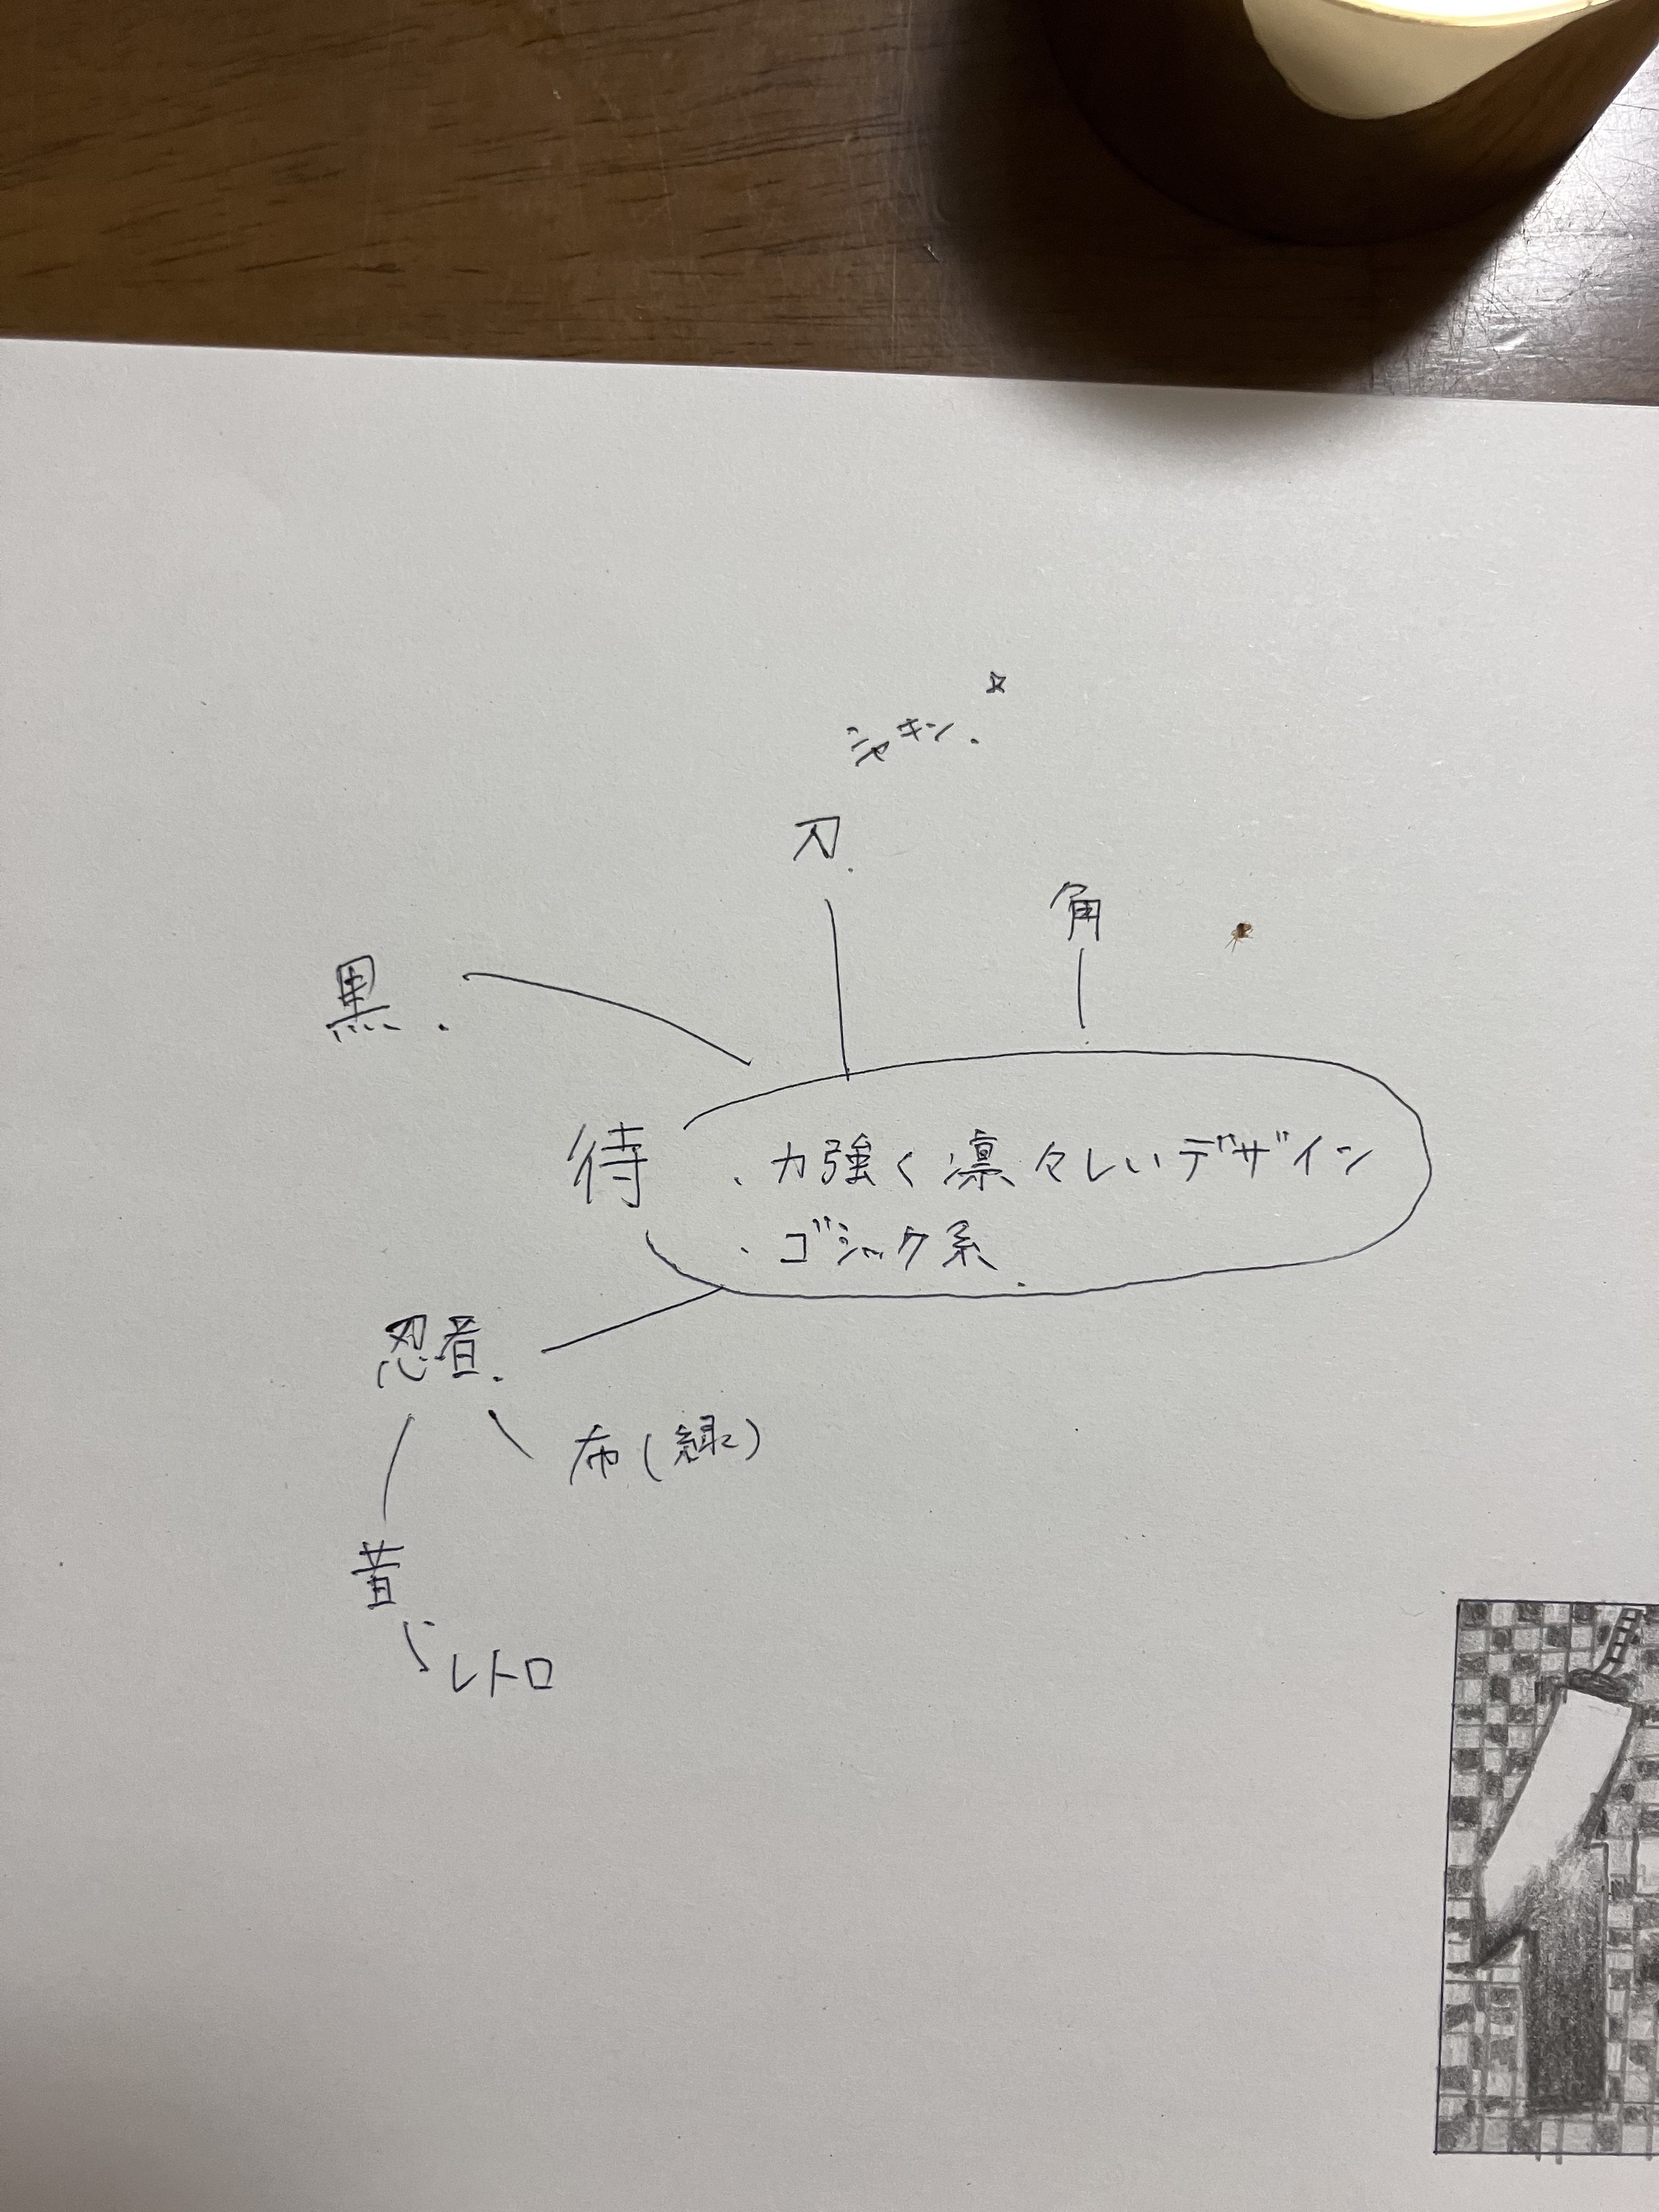 シャキン.☆
刀.
角
黒.
待
・力強く凛々しいデザイン
・ゴシック系.
忍者.
布(緑)
昔
レトロ